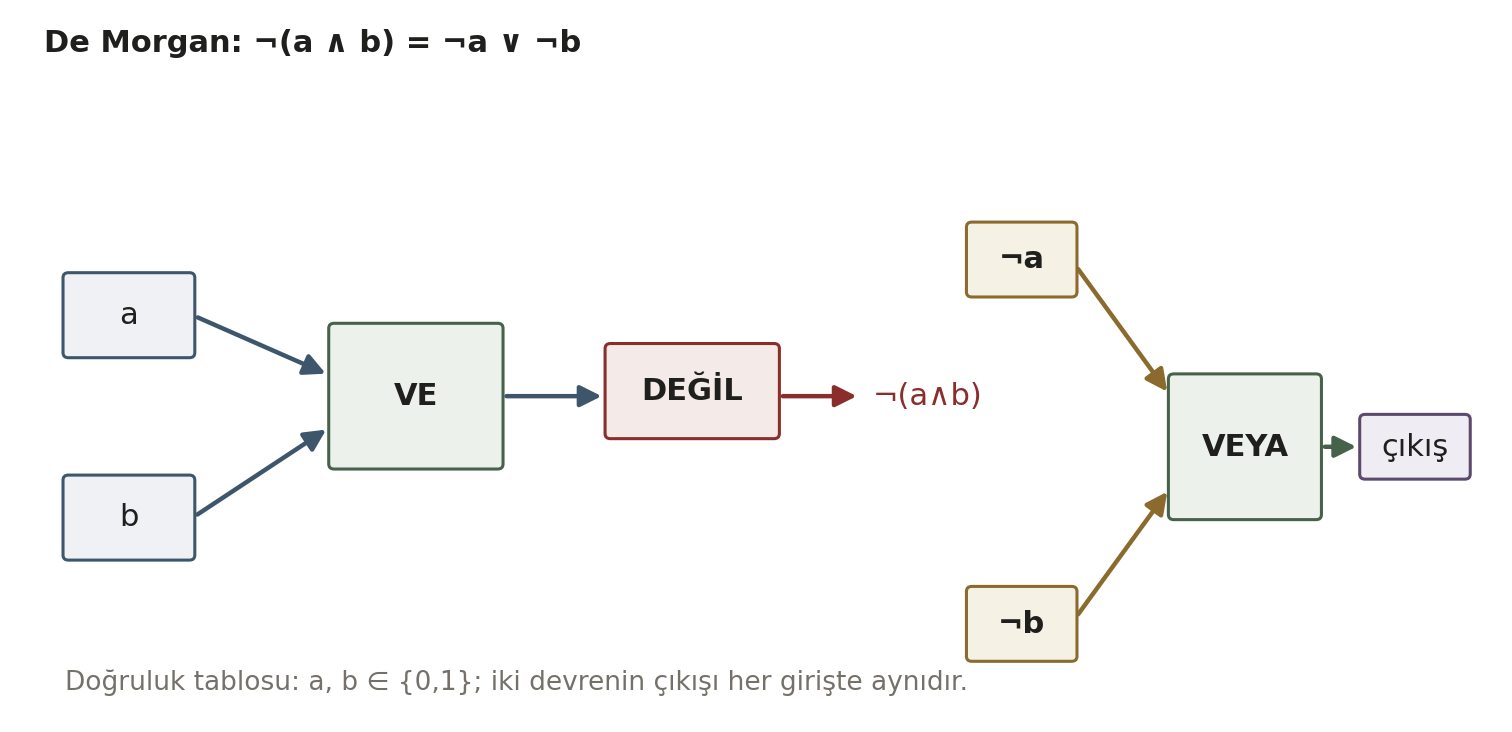 De Morgan: ¬(a ∧ b) = ¬a ∨ ¬b
a
b
VE
DEĞİL
¬(a∧b)
¬a
¬b
VEYA
çıkış
Doğruluk tablosu: a, b ∈ {0,1}; iki devrenin çıkışı her girişte aynıdır.